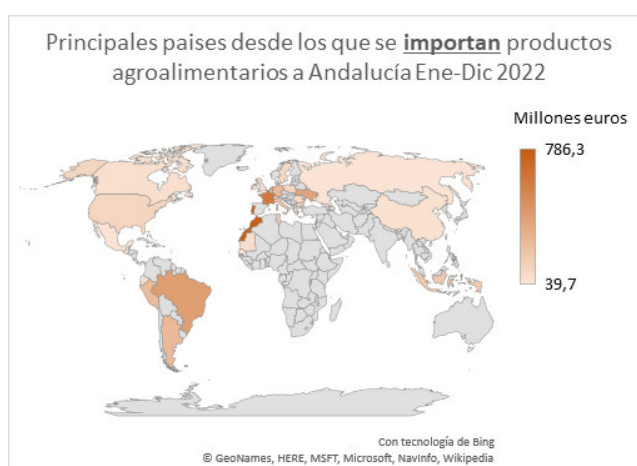 Principales paises desde los que se importan productos
agroalimentarios a Andalucía Ene-Dic 2022
Millones euros
786,3
39,7
Con tecnología de Bing
© GeoNames, HERE, MSFT, Microsoft, NavInfo, Wikipedia